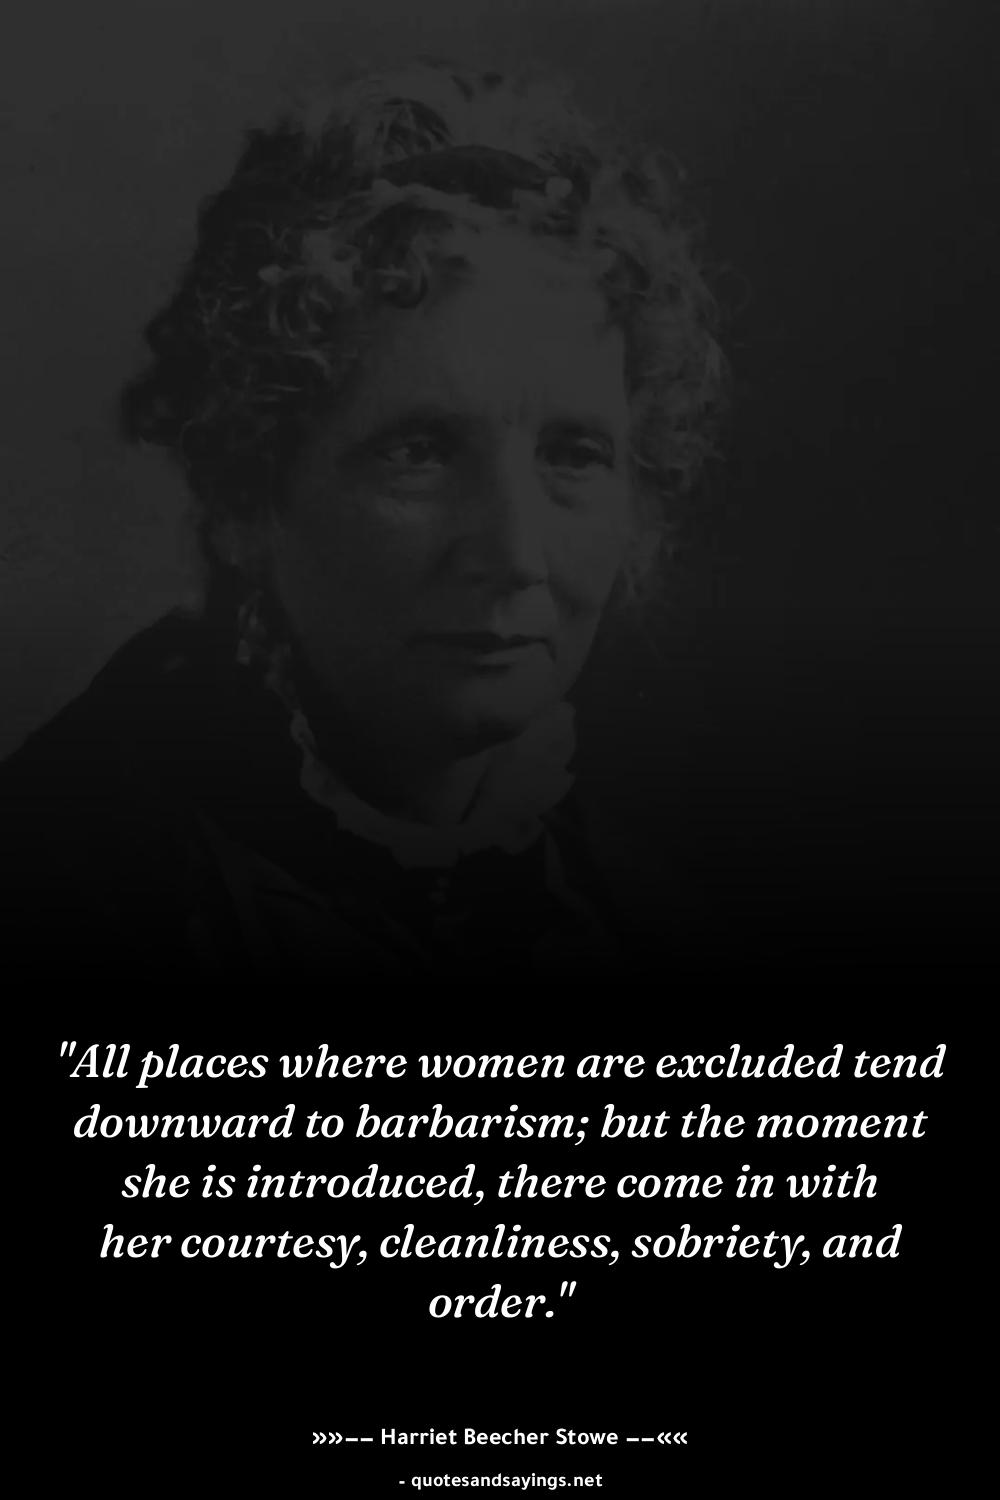 "All places where women are excluded tend
downward to barbarism; but the moment
she is introduced, there come in with
her courtesy, cleanliness, sobriety, and
order."
»»—— Harriet Beecher Stowe ——««
- quotesandsayings.net